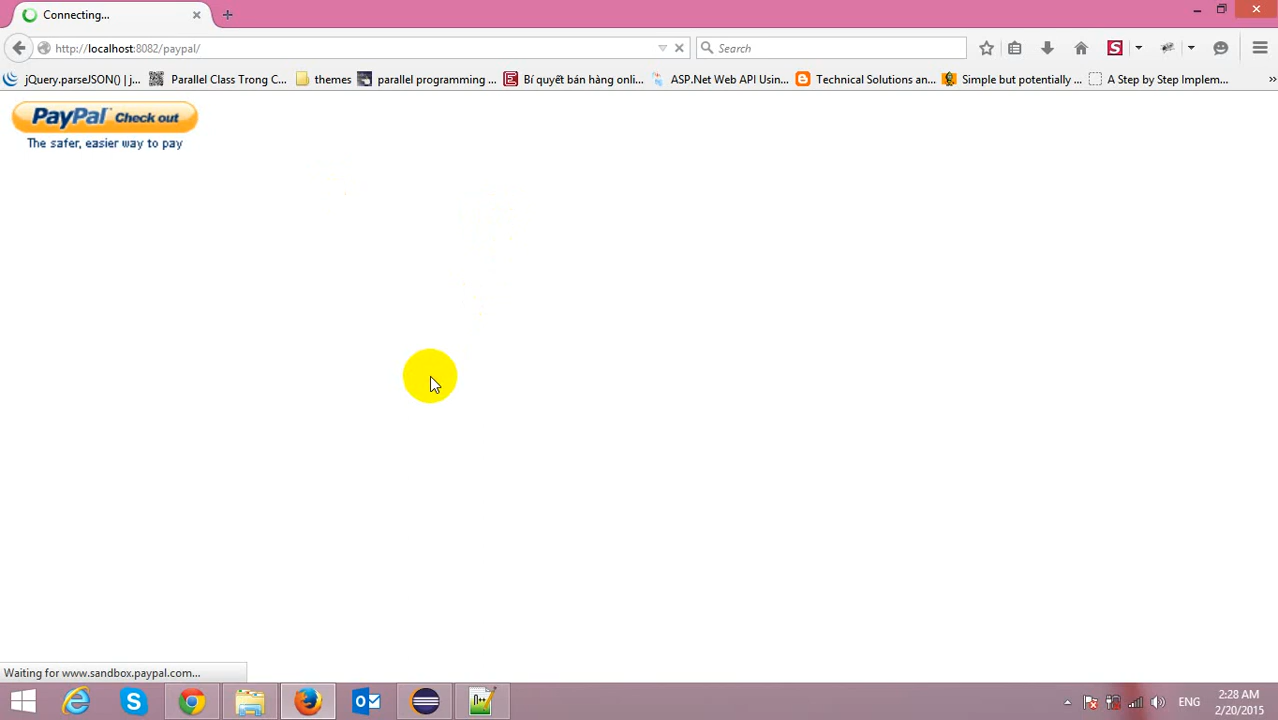 Connecting...
http://localhost:8082/paypal/
Search
jQuery.parseJSON() | j...
Parallel Class Trong C...
themes
parallel programming ...
Bí quyết bán hàng onli...
ASP.Net Web API Usin...
Technical Solutions an...
Simple but potentially ...
A Step by Step Implem...
»
PayPal Check out
The safer, easier way to pay
Waiting for www.sandbox.paypal.com...
ENG
2:28 AM
2/20/2015